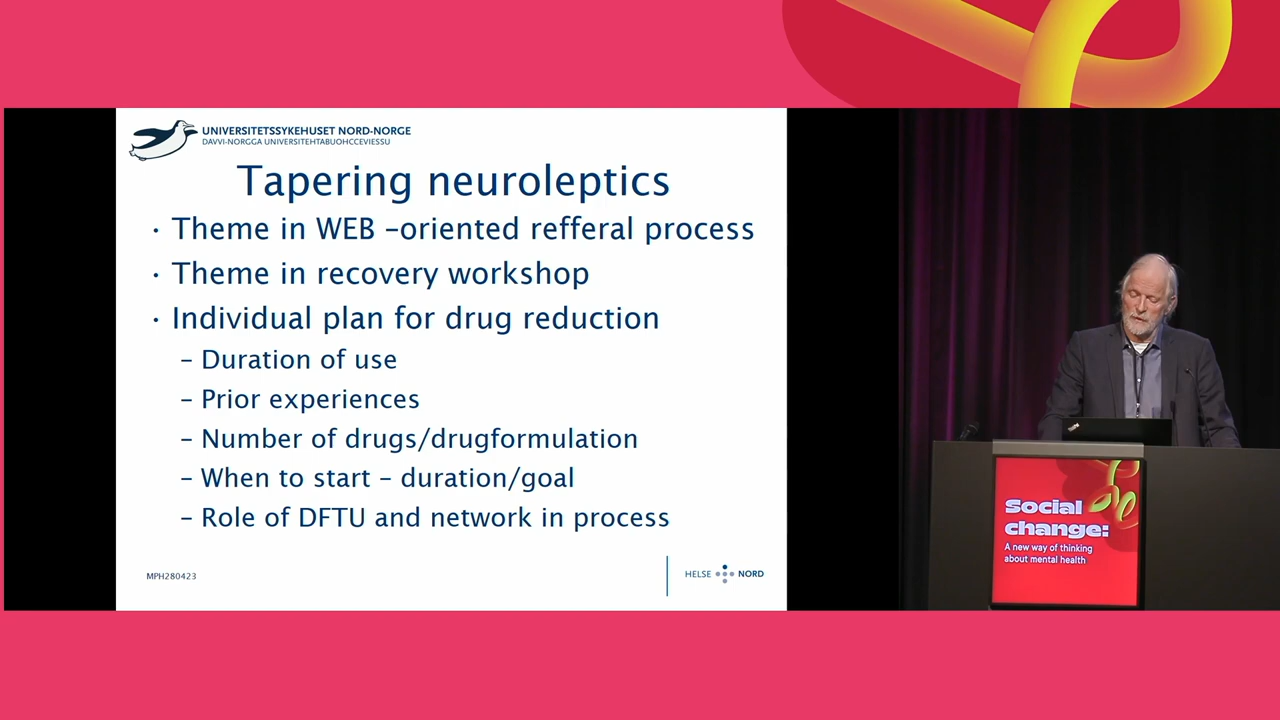 UNIVERSITETSSYKEHUSET NORD-NORGE
DAVVI-NORGGA UNIVERSITEHTABUOHCCEVIESSU
Tapering neuroleptics
• Theme in WEB –oriented refferal process
• Theme in recovery workshop
• Individual plan for drug reduction
– Duration of use
– Prior experiences
– Number of drugs/drugformulation
– When to start – duration/goal
– Role of DFTU and network in process
MPH280423
HELSE NORD
Social
change:
A new way of thinking
about mental health